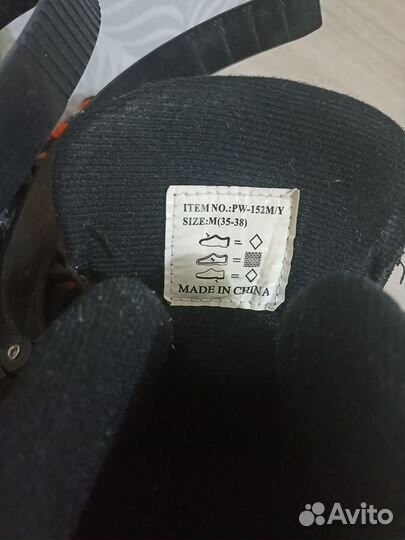 ITEM NO.:PW-152M/Y
SIZE:M(35-38)
=
=
=
MADE IN CHINA
Avito